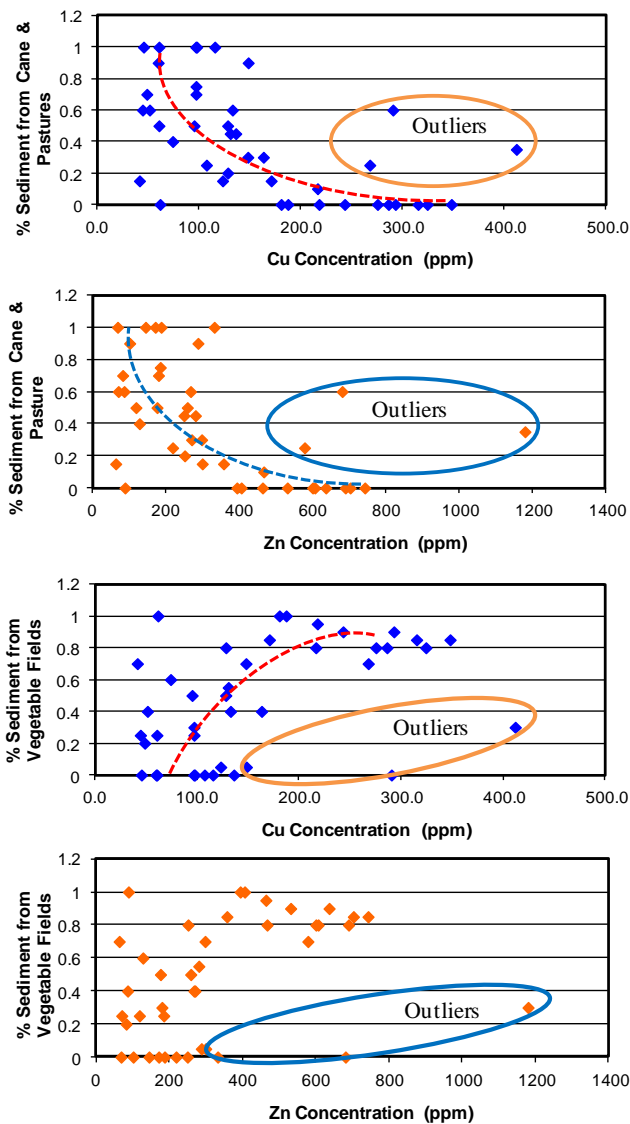 % Sediment from Cane &
Pastures
1.2
1
0.8
0.6
0.4
0.2
0
Outliers
0.0 100.0 200.0 300.0 400.0 500.0
Cu Concentration (ppm)
% Sediment from Cane &
Pasture
1.2
1
0.8
0.6
0.4
0.2
0
Outliers
0 200 400 600 800 1000 1200 1400
Zn Concentration (ppm)
% Sediment from
Vegetable Fields
1.2
1
0.8
0.6
0.4
0.2
0
Outliers
0.0 100.0 200.0 300.0 400.0 500.0
Cu Concentration (ppm)
% Sediment from
Vegetable Fields
1.2
1
0.8
0.6
0.4
0.2
0
Outliers
0 200 400 600 800 1000 1200 1400
Zn Concentration (ppm)